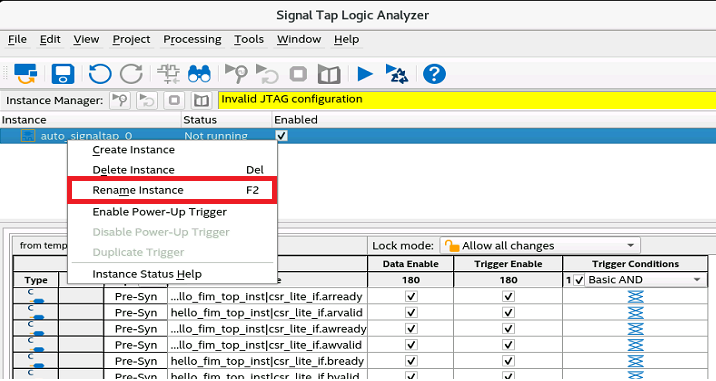 Signal Tap Logic Analyzer
File Edit View Project Processing Tools Window Help
Instance Manager: Invalid JTAG configuration
Instance Status Enabled
auto_signaltap_0 Not running
Create Instance
Delete Instance Del
Rename Instance F2
Enable Power-Up Trigger
Disable Power-Up Trigger
Duplicate Trigger
Instance Status Help
from temp Lock mode: Allow all changes
Data Enable Trigger Enable Trigger Conditions
Type 180 180 1 Basic AND
Pre-Syn ...llo_fim_top_inst|csr_lite_if.arready
Pre-Syn hello_fim_top_inst|csr_lite_if.arvalid
Pre-Syn ...llo_fim_top_inst|csr_lite_if.awready
Pre-Syn ...llo_fim_top_inst|csr_lite_if.awvalid
Pre-Syn hello_fim_top_inst|csr_lite_if.bready
Pre-Syn hello_fim_top_inst|csr_lite_if.bvalid